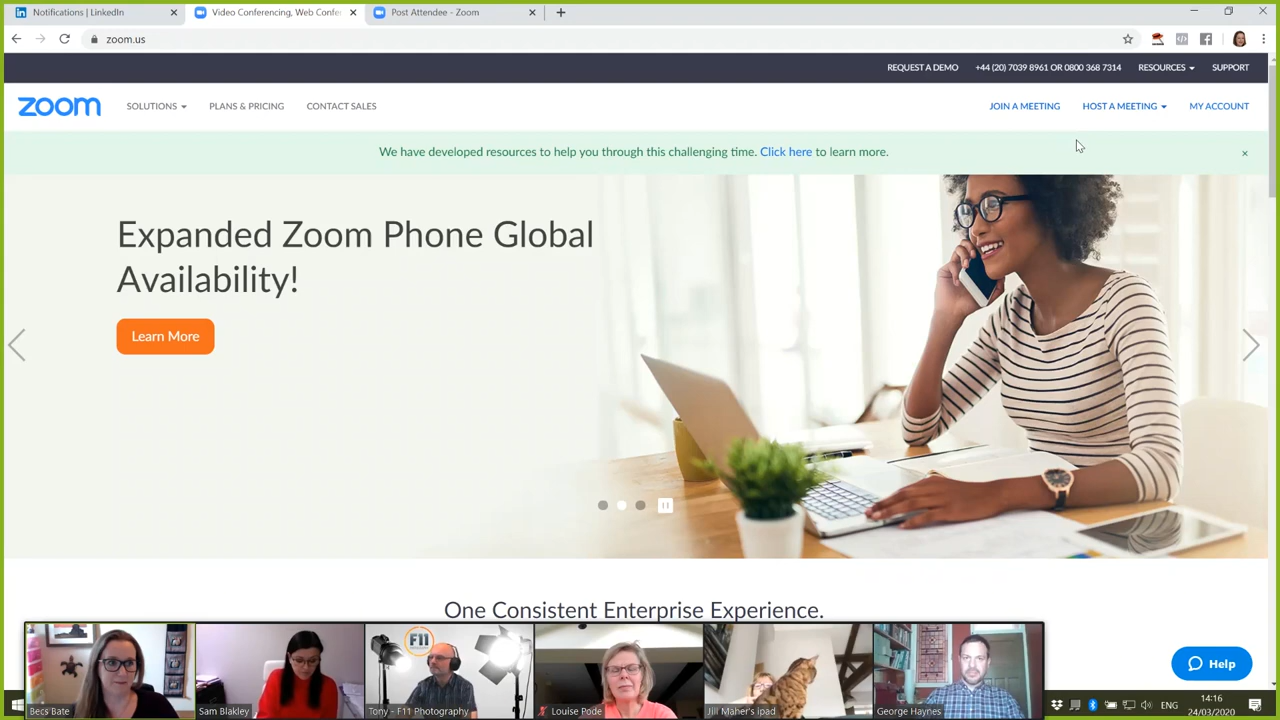 Notifications | LinkedIn
Video Conferencing, Web Confer
Post Attendee - Zoom
zoom.us
REQUEST A DEMO
+44 (20) 7039 8961 OR 0800 368 7314
RESOURCES
SUPPORT
zoom
SOLUTIONS
PLANS & PRICING
CONTACT SALES
JOIN A MEETING
HOST A MEETING
MY ACCOUNT
We have developed resources to help you through this challenging time. Click here to learn more.
Expanded Zoom Phone Global
Availability!
Learn More
One Consistent Enterprise Experience.
F11
Becs Bate
Sam Blakley
Tony - F11 Photography
Louise Pode
Jill Maher's ipad
George Haynes
Help
ENG
14:16
24/03/2020